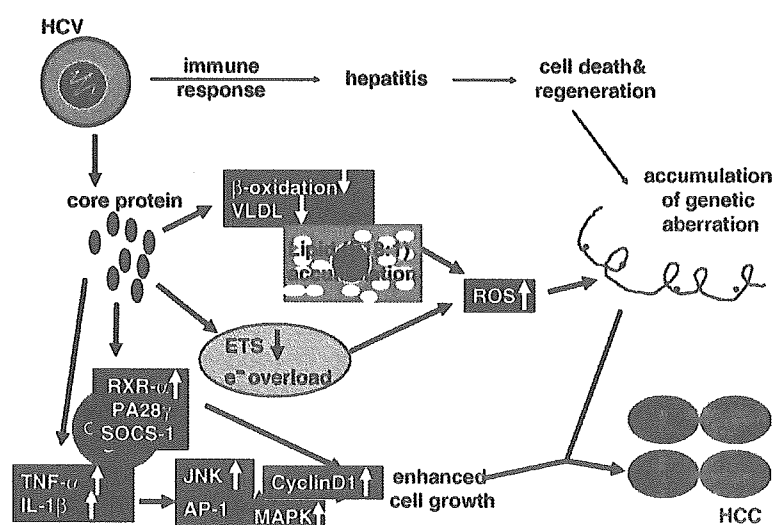 HCV
immune
response
hepatitis
cell death&
regeneration
accumulation
of genetic
aberration
core protein
β-oxidation
VLDL
ROS
ETS
e⁻ overload
RXR-α
PA28γ
SOCS-1
TNF-α
IL-1β
JNK
AP-1
CyclinD1
MAPK
enhanced
cell growth
HCC